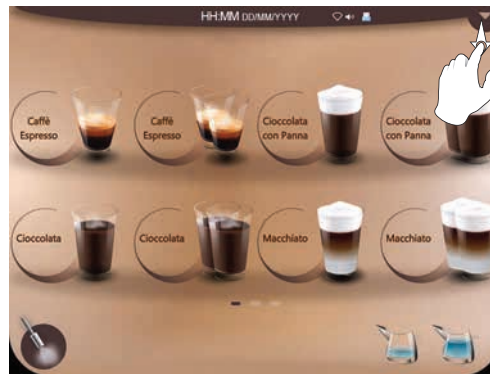 HH:MM DD/MM/YYYY
Caffè
Espresso
Caffè
Espresso
Cioccolata
con Panna
Cioccolata
con Panna
Cioccolata
Cioccolata
Macchiato
Macchiato